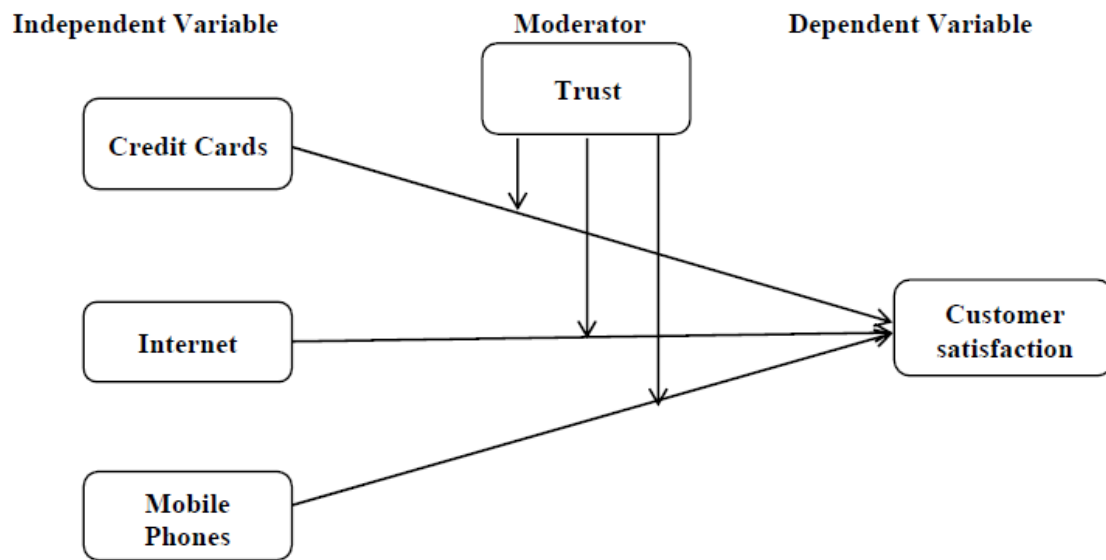 Independent Variable
Moderator
Dependent Variable
Trust
Credit Cards
Internet
Customer
satisfaction
Mobile
Phones